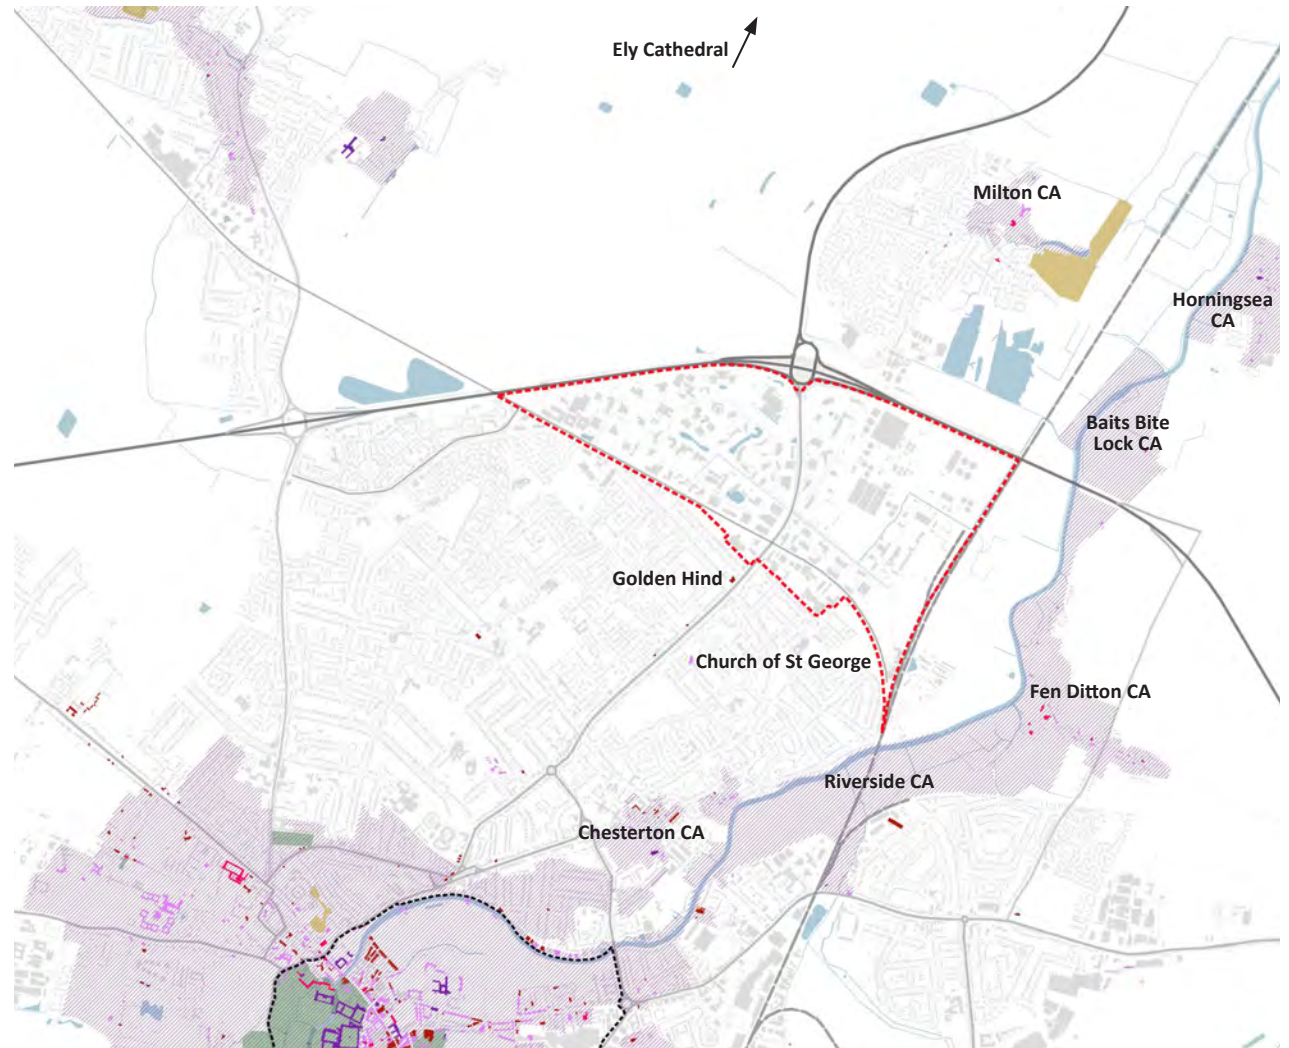 Ely Cathedral
Milton CA
Horningsea
CA
Baits Bite
Lock CA
Golden Hind
Church of St George
Fen Ditton CA
Riverside CA
Chesterton CA